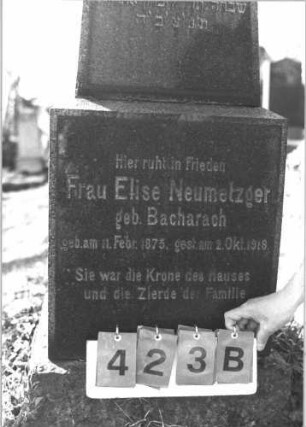 ת נ צ ב ה
Hier ruht in Frieden
Frau Elise Neumetzger
geb. Bacharach
geb. am 11. Febr. 1875, gest. am 2. Okt. 1918
Sie war die Krone des Hauses
und die Zierde der Familie
423B